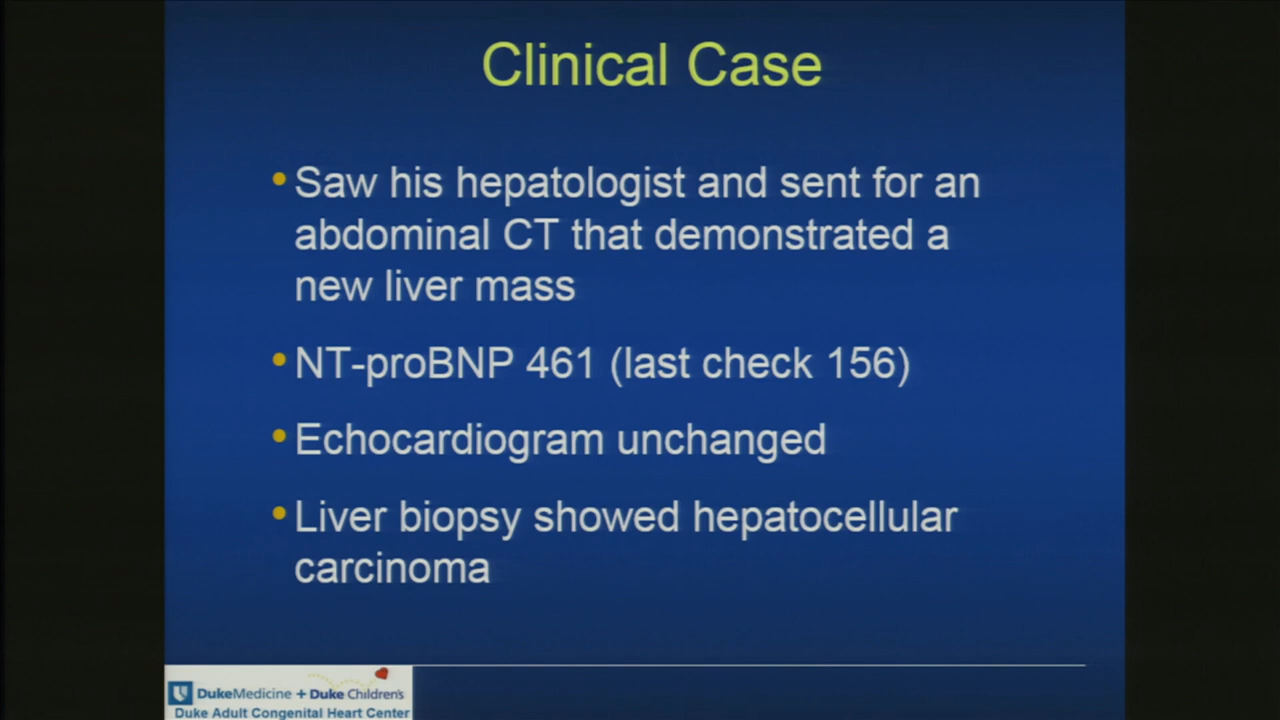 Clinical Case
•Saw his hepatologist and sent for an
abdominal CT that demonstrated a
new liver mass
•NT-proBNP 461 (last check 156)
•Echocardiogram unchanged
•Liver biopsy showed hepatocellular
carcinoma
DukeMedicine + Duke Children's
Duke Adult Congenital Heart Center